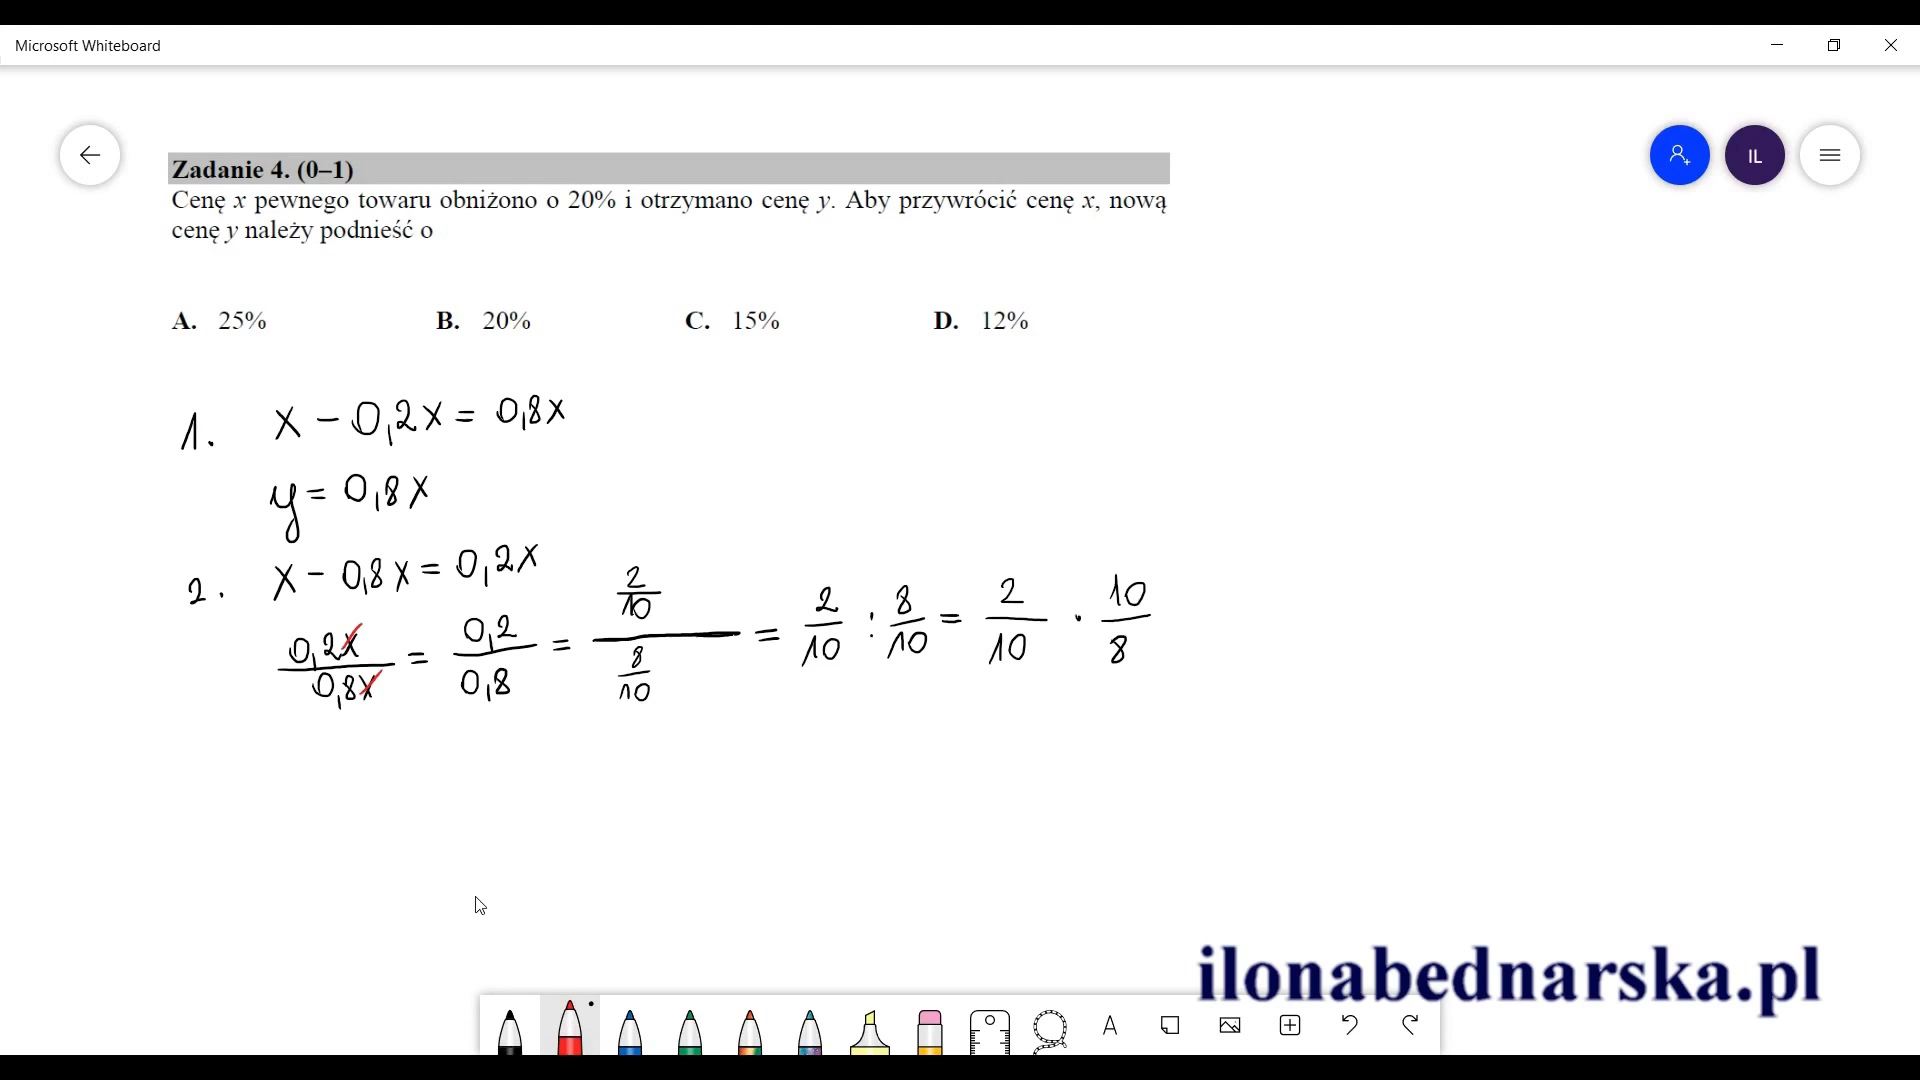 Microsoft Whiteboard
IL
Zadanie 4. (0–1)
Cenę x pewnego towaru obniżono o 20% i otrzymano cenę y. Aby przywrócić cenę x, nową
cenę y należy podnieść o
A. 25% B. 20% C. 15% D. 12%
1. x - 0,2x = 0,8x
y = 0,8x
2. x - 0,8x = 0,2x
0,2x/0,8x = 0,2/0,8 = (2/10)/(8/10) = 2/10 : 8/10 = 2/10 · 10/8
ilonabednarska.pl
A